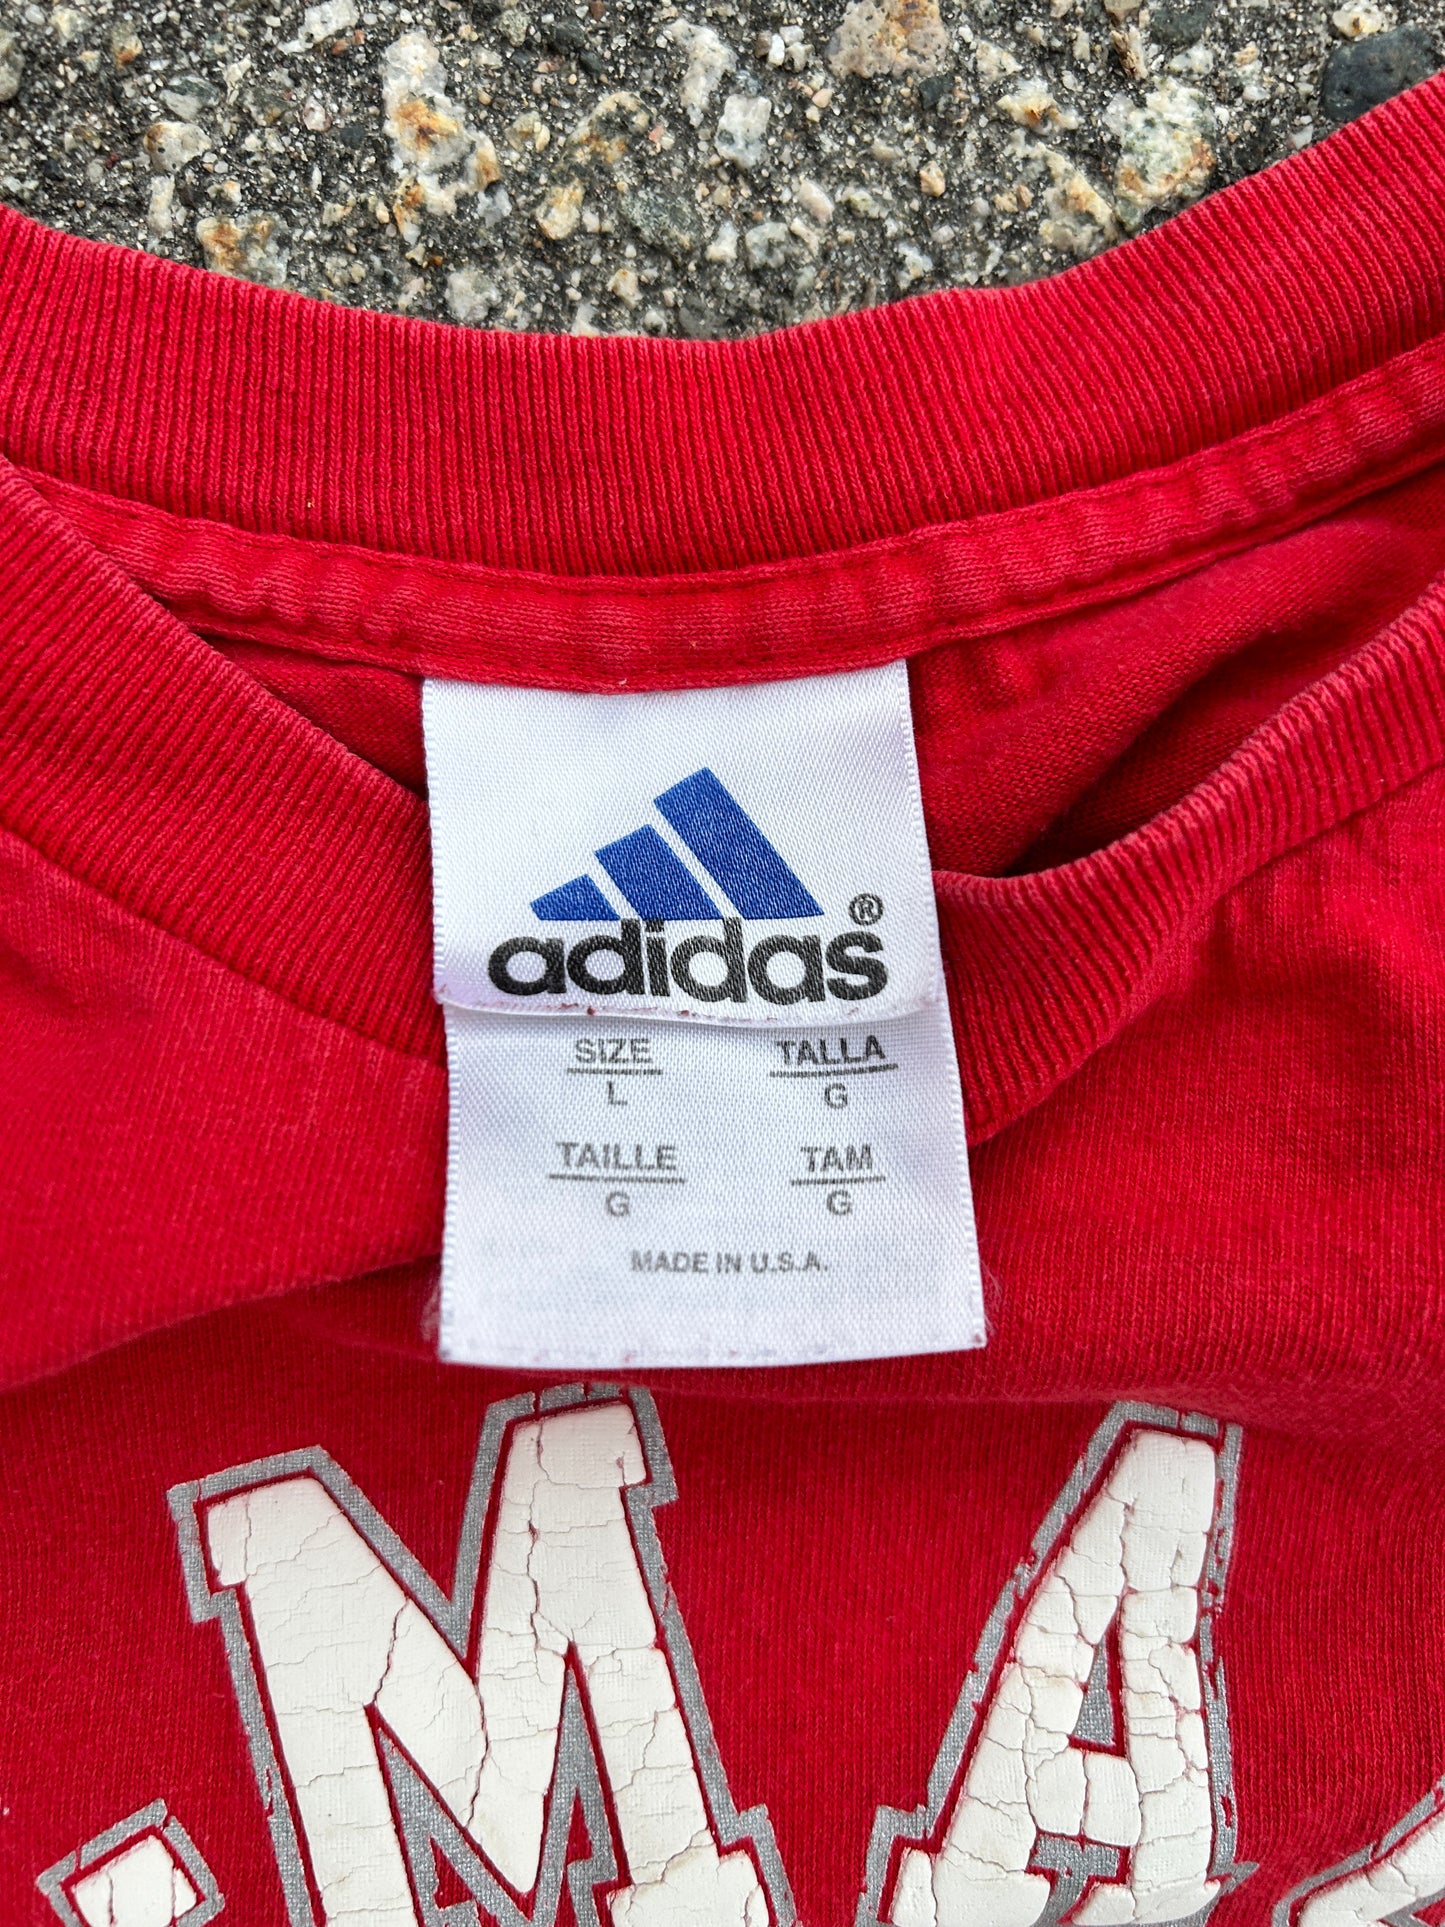 adidas®
SIZE TALLA
L G
TAILLE TAM
G G
MADE IN U.S.A.
MA